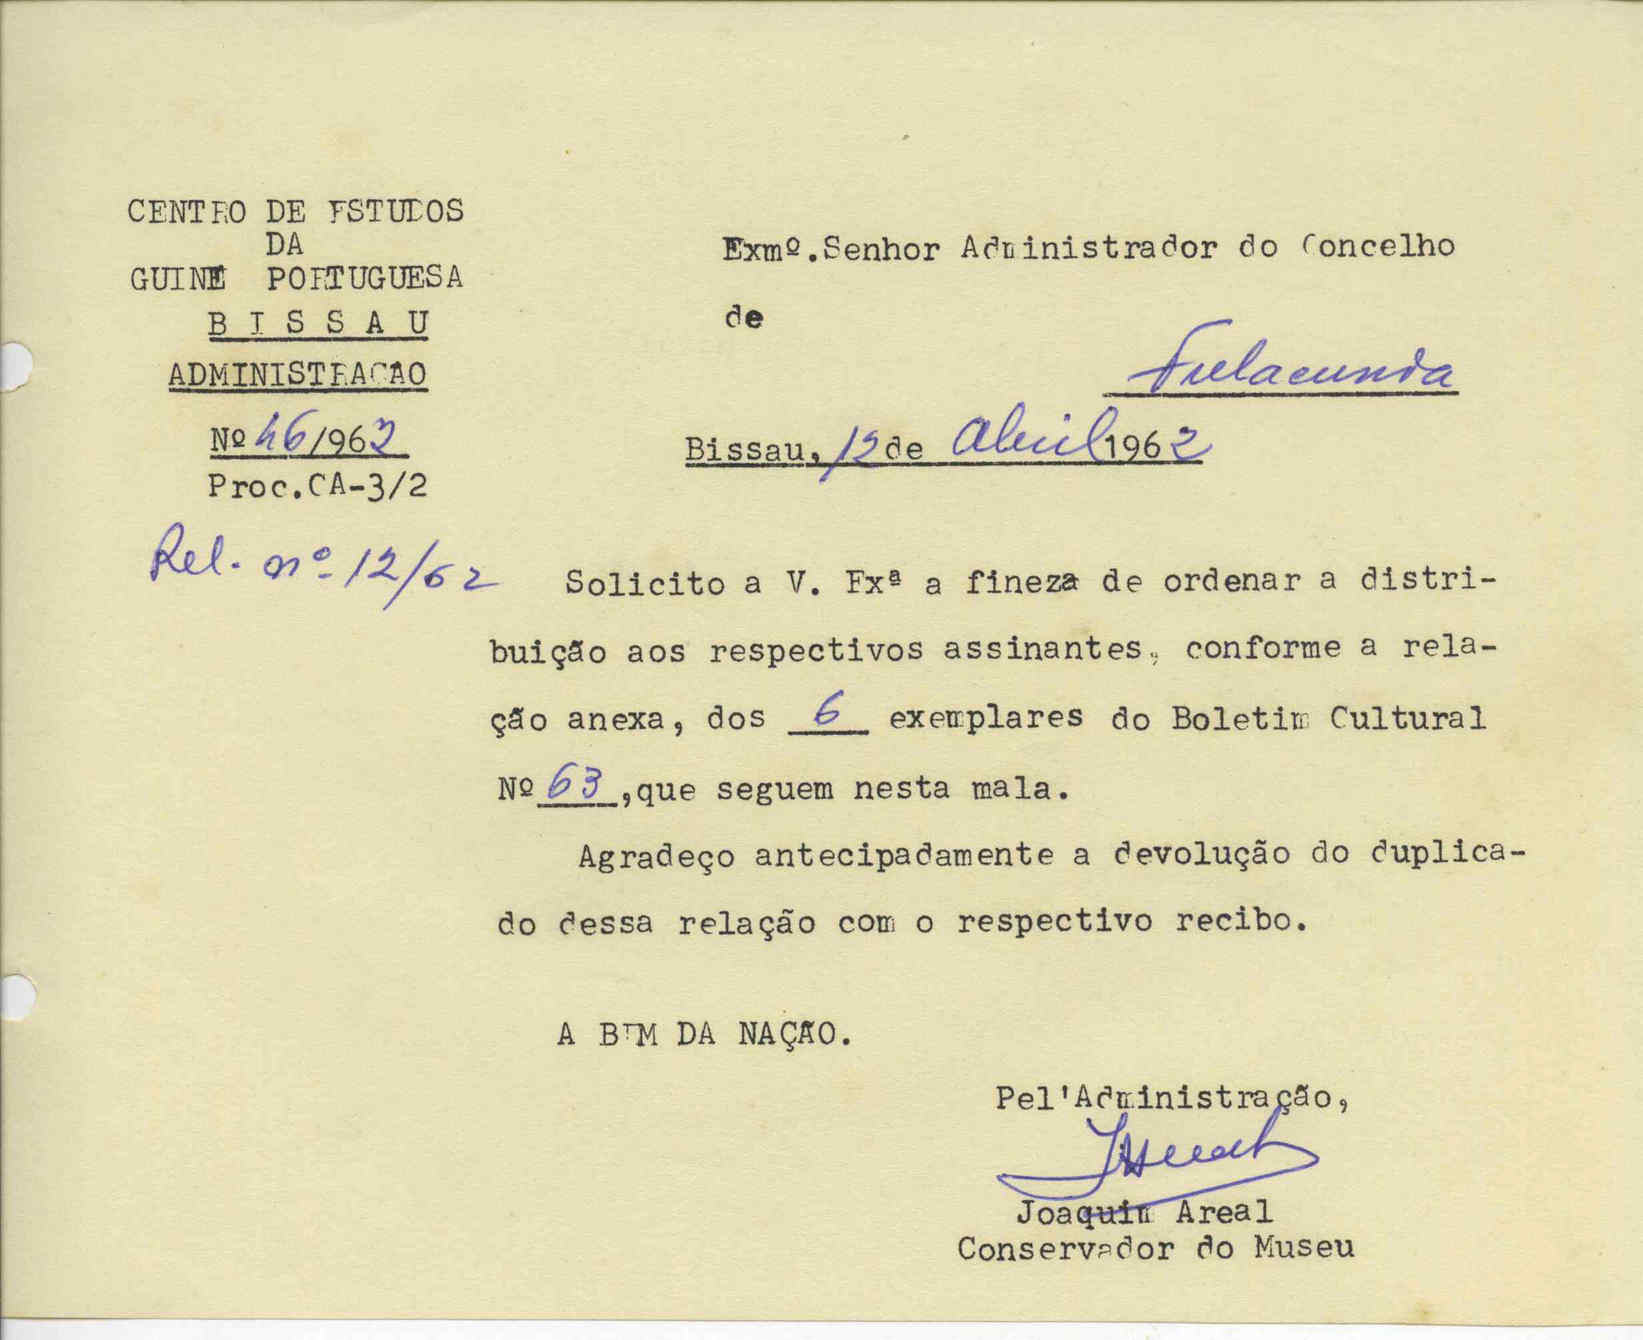 CENTRO DE ESTUDOS
DA
GUINE PORTUGUESA
B I S S A U
ADMINISTRAÇÃO
Nº 46/962
Proc.CA-3/2
Rel. nº 12/62
Exmº.Senhor Administrador do Concelho
de
Fulacunda
Bissau, 12 de Abril 1962
Solicito a V. Exª a fineza de ordenar a distri-
buição aos respectivos assinantes, conforme a rela-
ção anexa, dos 6 exemplares do Boletim Cultural
Nº 63,que seguem nesta mala.
Agradeço antecipadamente a devolução do duplica-
do dessa relação com o respectivo recibo.
A BEM DA NAÇÃO.
Pel'Administração,
Joaquim Areal
Conservador do Museu